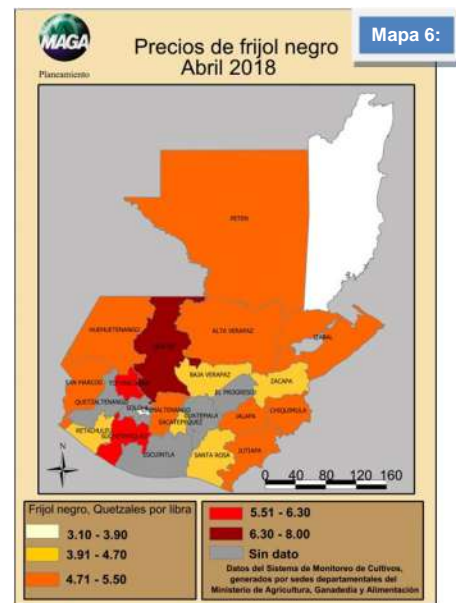 MAGA
Planeamiento
Precios de frijol negro
Abril 2018
Mapa 6:
PETEN
HUEHUETENANGO
ALTA VERAPAZ
IZABAL
BAJA VERAPAZ
ZACAPA
SAN MARCOS
EL PROGRESO
QUETZALTENANGO
SOLOLA
CHIMALTENANGO
GUATEMALA
JALAPA
CHIQUIMULA
SACATEPEQUEZ
RETALHULEU
ESCUINTLA
SANTA ROSA
JUTIAPA
N
0 40 80 120 160
Frijol negro, Quetzales por libra
3.10 - 3.90
3.91 - 4.70
4.71 - 5.50
5.51 - 6.30
6.30 - 8.00
Sin dato
Datos del Sistema de Monitoreo de Cultivos,
generados por sedes departamentales del
Ministerio de Agricultura, Ganadedia y Alimentación